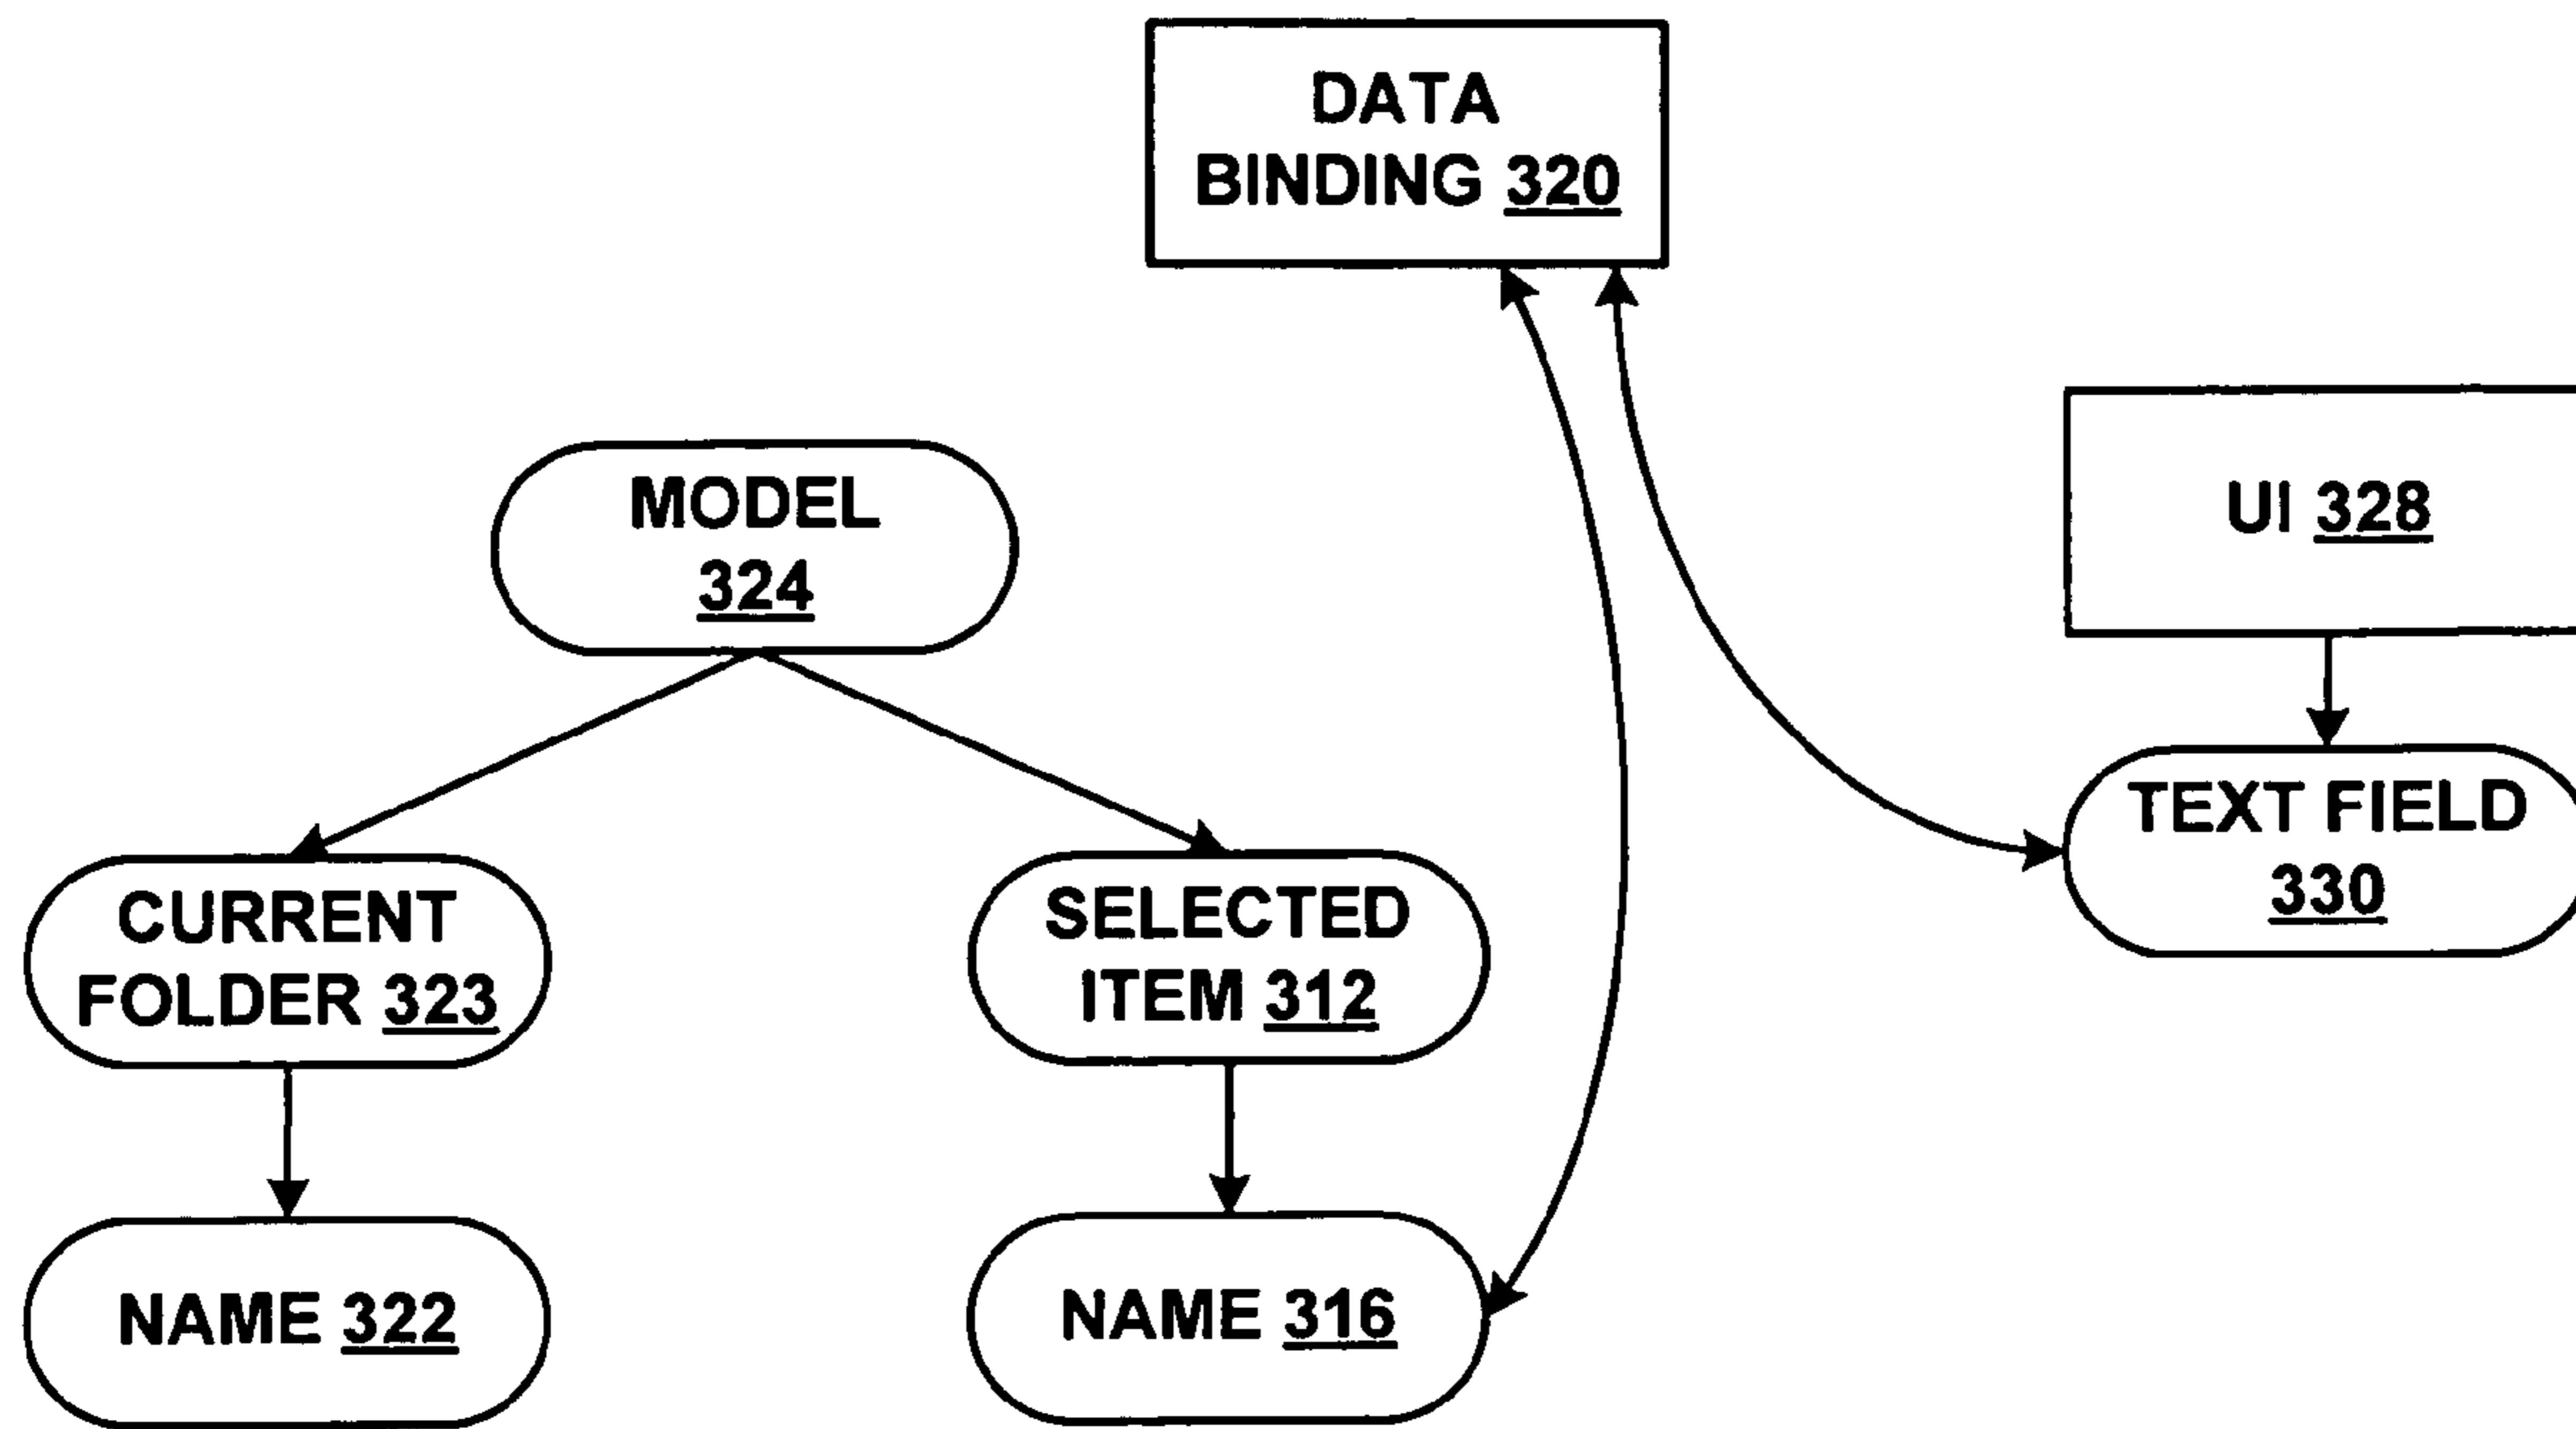 DATA
BINDING 320
MODEL
324
UI 328
TEXT FIELD
330
CURRENT
FOLDER 323
SELECTED
ITEM 312
NAME 322
NAME 316